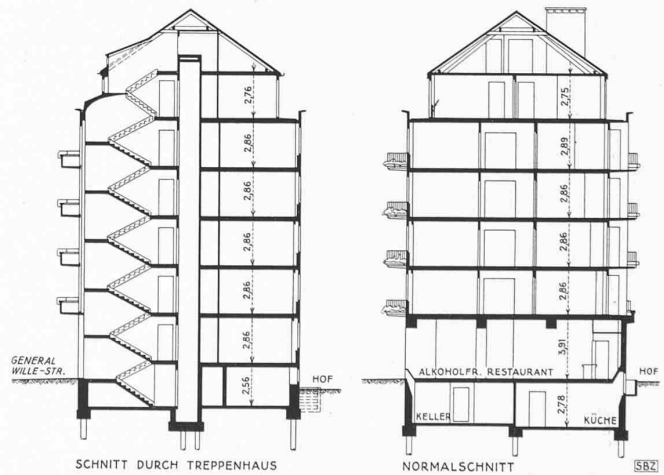 2,76
2,86
2,86
2,86
2,86
2,86
2,56
GENERAL
WILLE-STR.
HOF
SCHNITT DURCH TREPPENHAUS
2,75
2,89
2,86
2,86
2,86
3,91
ALKOHOLFR. RESTAURANT
HOF
KELLER
2,78
KÜCHE
NORMALSCHNITT
SBZ